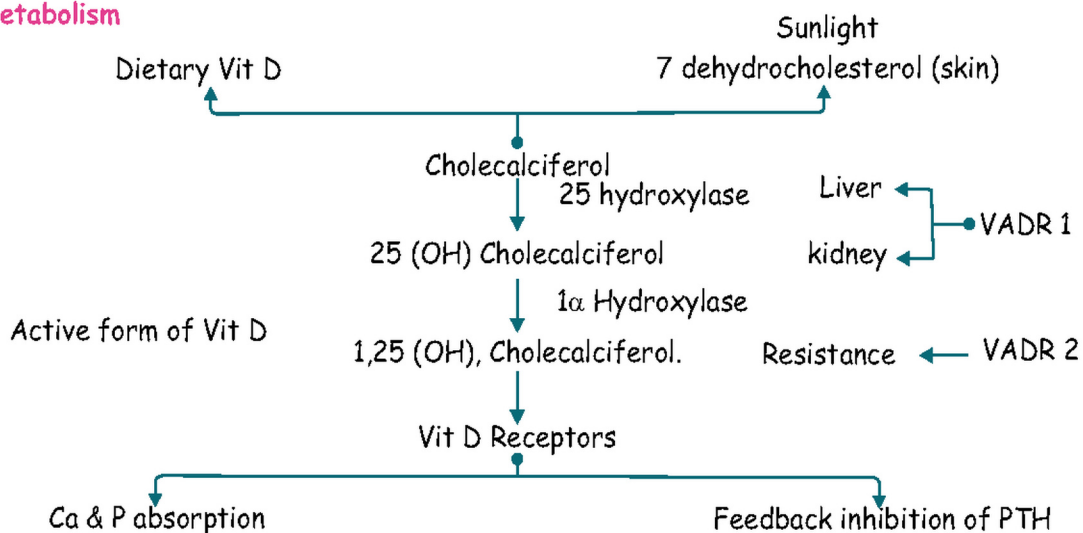 etabolism
Sunlight
Dietary Vit D
7 dehydrocholesterol (skin)
Cholecalciferol
25 hydroxylase
Liver
VADR 1
25 (OH) Cholecalciferol
kidney
1α Hydroxylase
Active form of Vit D
1,25 (OH), Cholecalciferol.
Resistance
VADR 2
Vit D Receptors
Ca & P absorption
Feedback inhibition of PTH